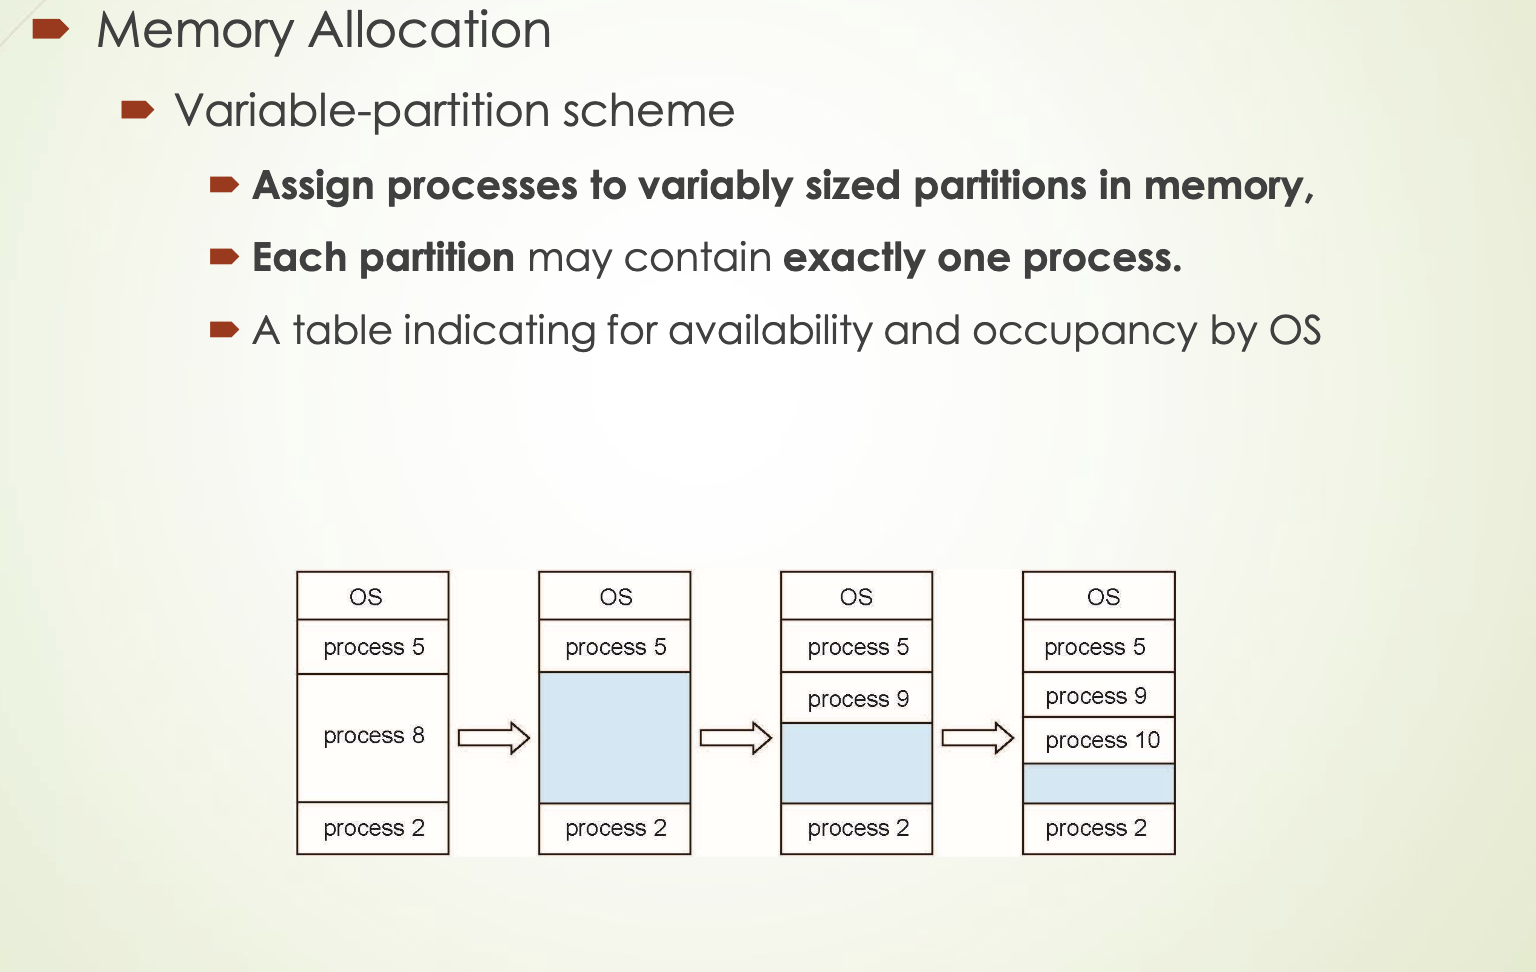 Memory Allocation
Variable-partition scheme
Assign processes to variably sized partitions in memory,
Each partition may contain exactly one process.
A table indicating for availability and occupancy by OS
OS
process 5
process 8
process 2
OS
process 5
process 2
OS
process 5
process 9
process 2
OS
process 5
process 9
process 10
process 2